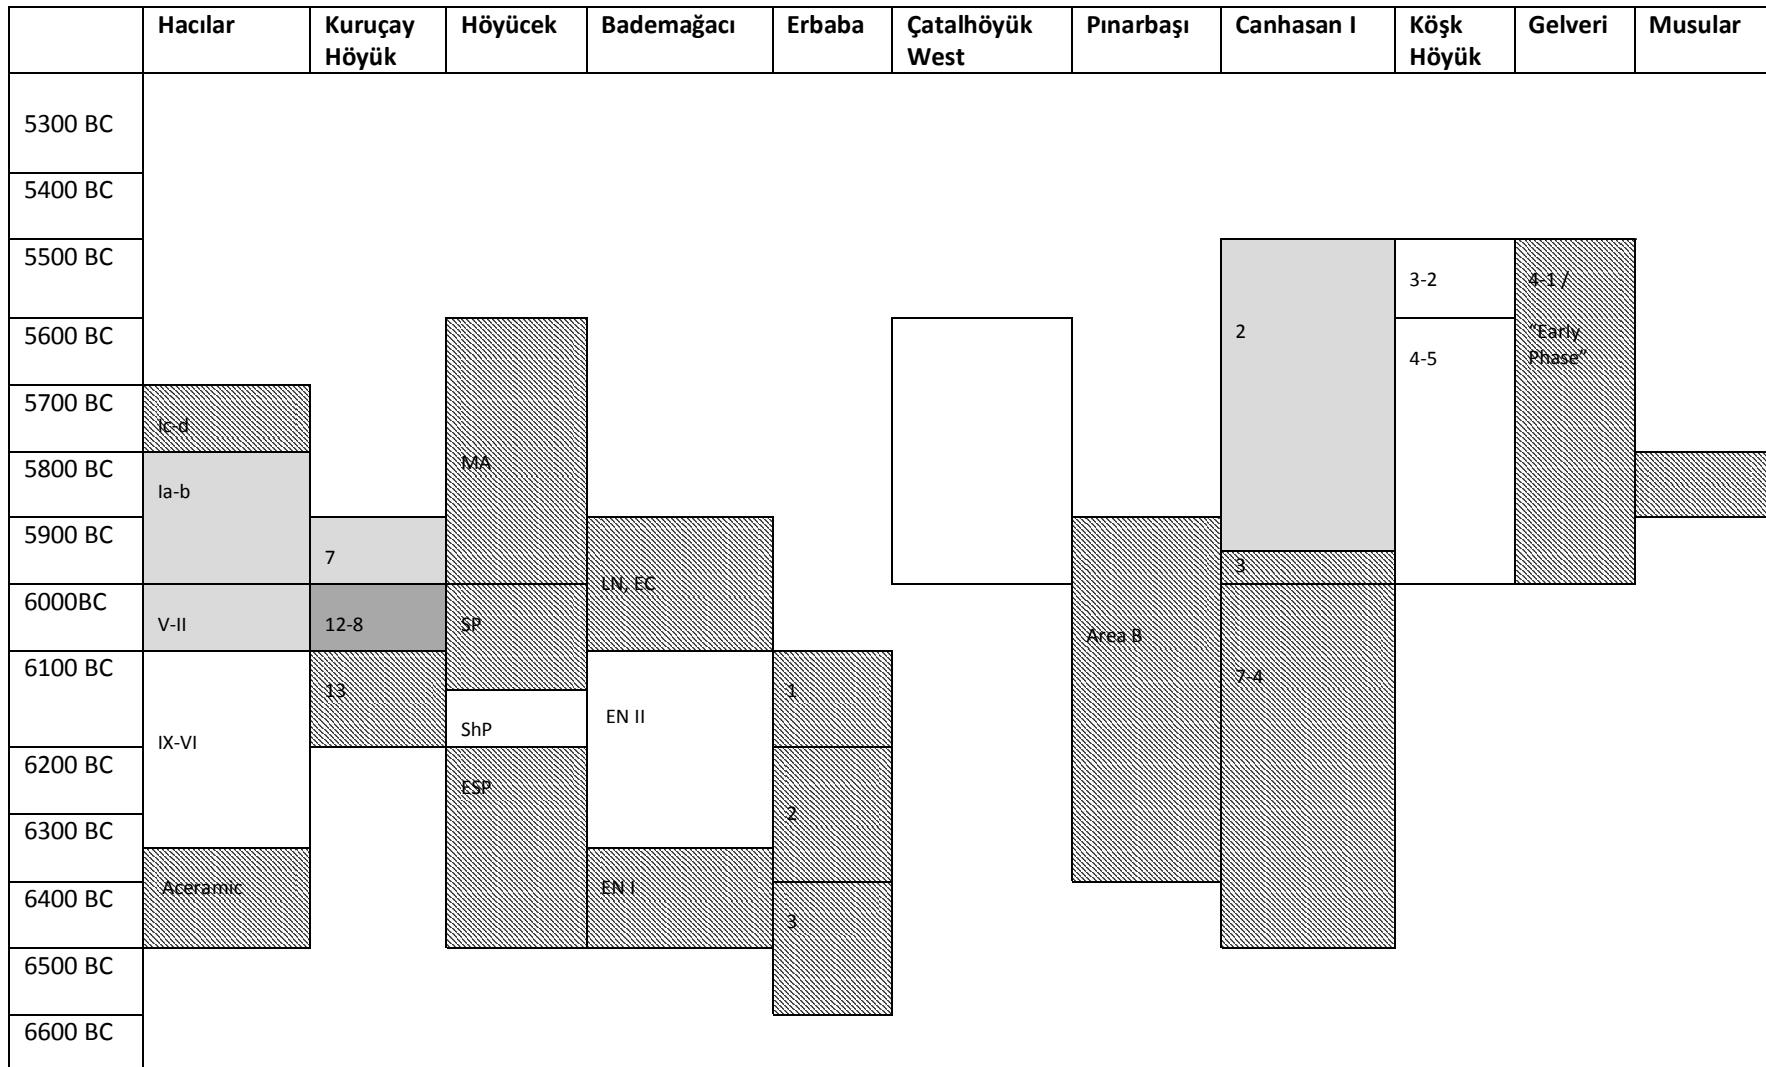 Hacılar
Kuruçay
Höyük
Höyücek
Bademağacı
Erbaba
Çatalhöyük
West
Pınarbaşı
Canhasan I
Köşk
Höyük
Gelveri
Musular
5300 BC
5400 BC
5500 BC
3-2
4-1 /
5600 BC
2
"Early
Phase"
4-5
5700 BC
Ic-d
5800 BC
MA
Ia-b
5900 BC
7
3
LN, EC
6000BC
V-II
12-8
SP
Area B
6100 BC
13
1
7-4
EN II
ShP
IX-VI
6200 BC
ESP
2
6300 BC
Aceramic
EN I
6400 BC
3
6500 BC
6600 BC